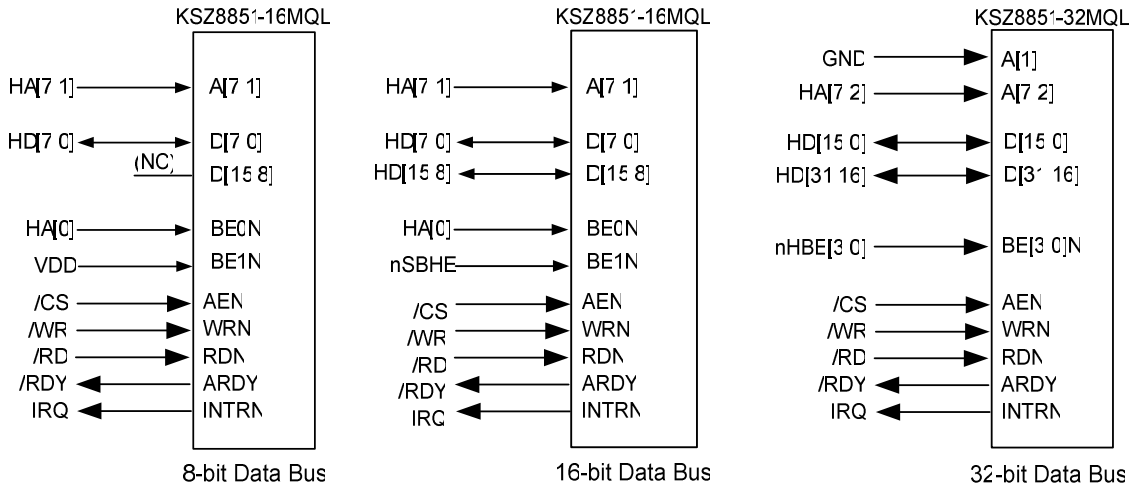 KSZ8851-16MQL
HA[7 1] A[7 1]
HD[7 0] D[7 0]
(NC) D[15 8]
HA[0] BE0N
VDD BE1N
/CS AEN
/WR WRN
/RD RDN
/RDY ARDY
IRQ INTRN
8-bit Data Bus
KSZ8851-16MQL
HA[7 1] A[7 1]
HD[7 0] D[7 0]
HD[15 8] D[15 8]
HA[0] BE0N
nSBHE BE1N
/CS AEN
/WR WRN
/RD RDN
/RDY ARDY
IRQ INTRN
16-bit Data Bus
KSZ8851-32MQL
GND A[1]
HA[7 2] A[7 2]
HD[15 0] D[15 0]
HD[31 16] D[31 16]
nHBE[3 0] BE[3 0]N
/CS AEN
/WR WRN
/RD RDN
/RDY ARDY
IRQ INTRN
32-bit Data Bus